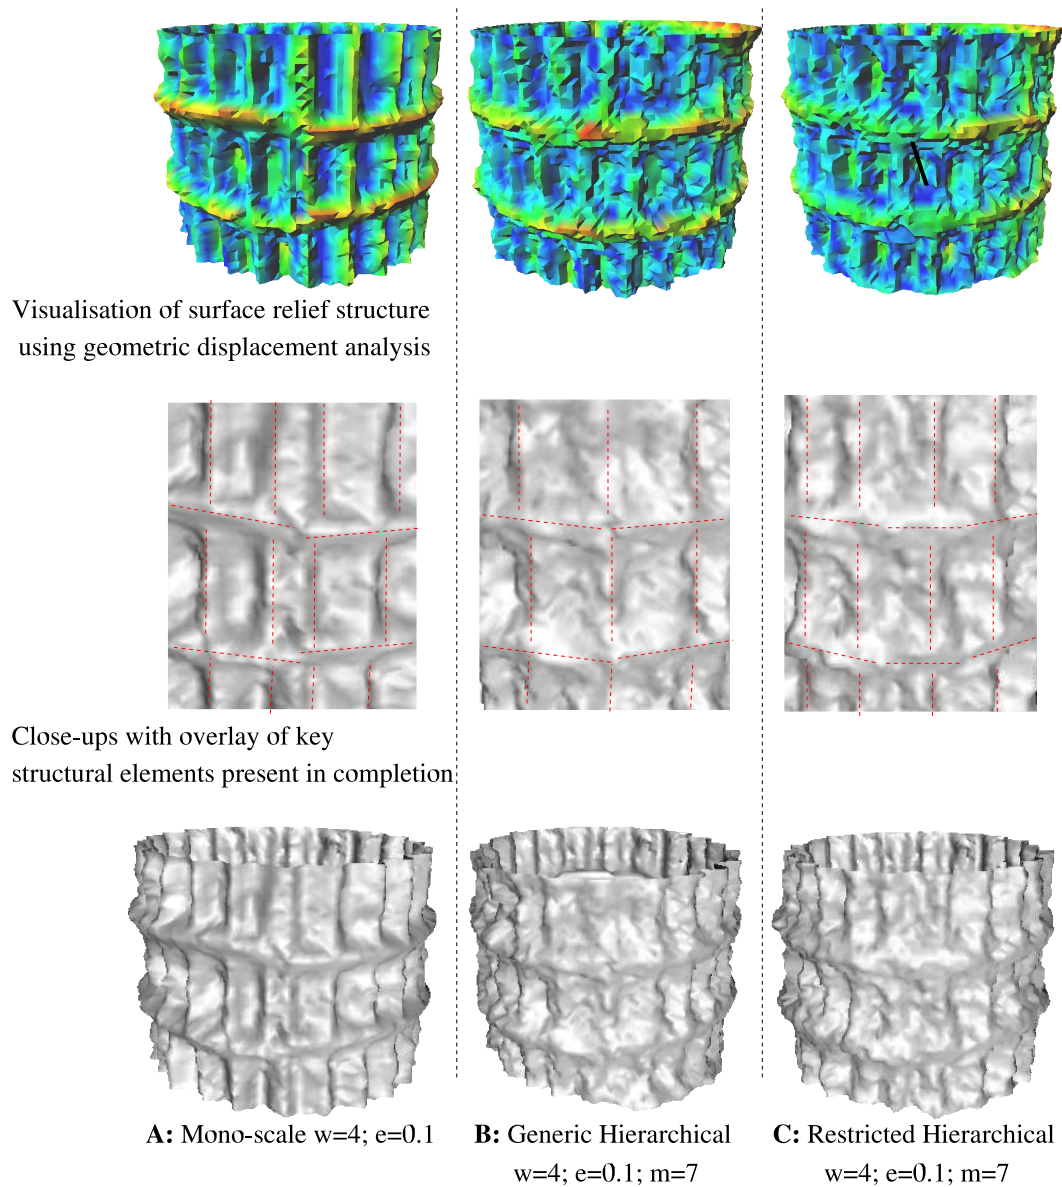 Visualisation of surface relief structure
using geometric displacement analysis
Close-ups with overlay of key
structural elements present in completion
A: Mono-scale w=4; e=0.1
B: Generic Hierarchical
w=4; e=0.1; m=7
C: Restricted Hierarchical
w=4; e=0.1; m=7